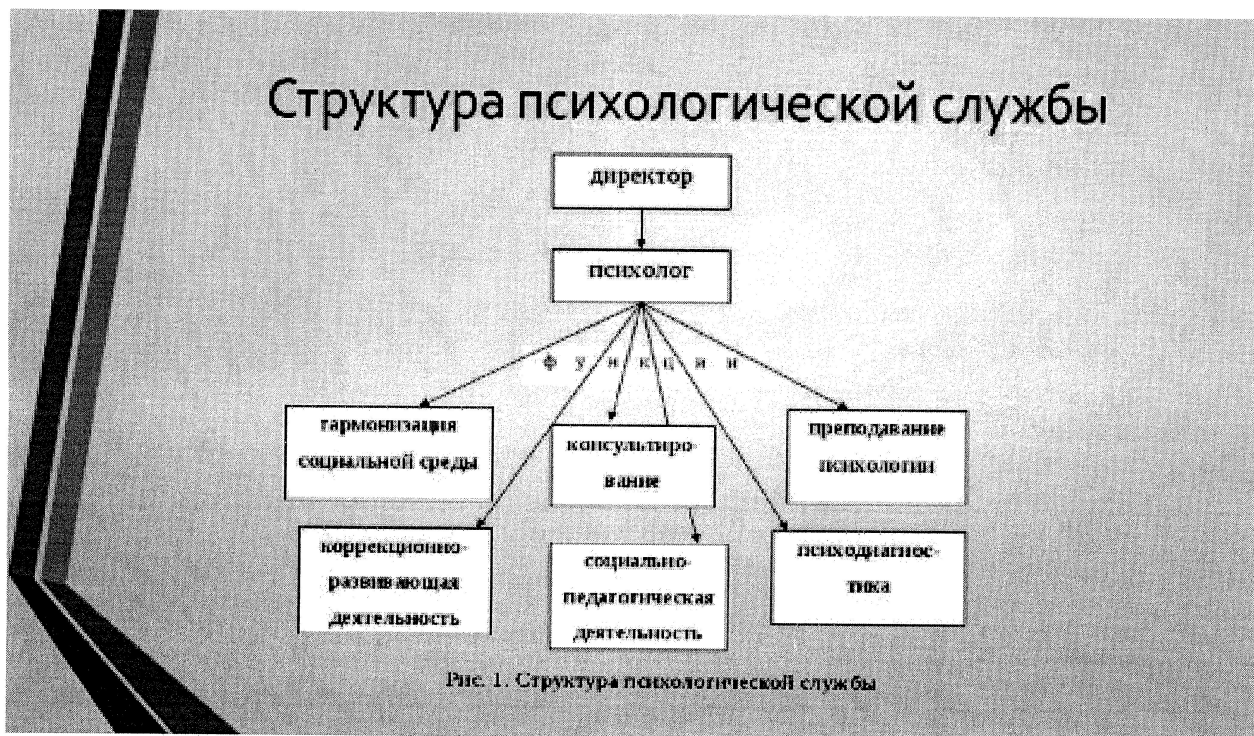 Структура психологической службы
директор
психолог
функции
гармонизация
социальной среды
консультиро-
вание
преподавание
психологии
коррекционно-
развивающая
деятельность
социально-
педагогическая
деятельность
психодиагнос-
тика
Рис. 1. Структура психологической службы